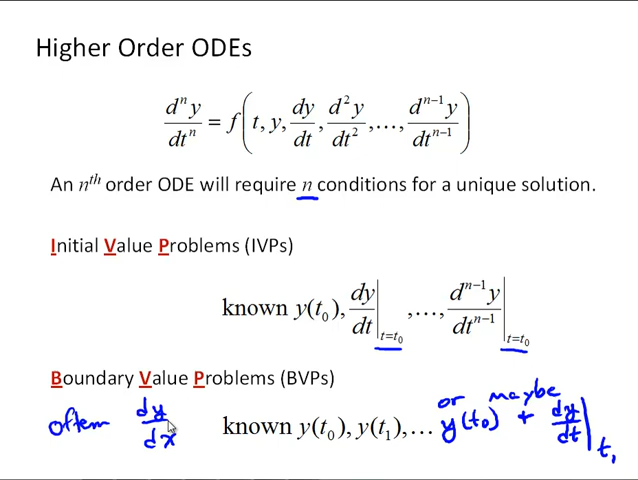 Higher Order ODEs
dⁿy/dtⁿ = f(t, y, dy/dt, d²y/dt², …, dⁿ⁻¹y/dtⁿ⁻¹)
An nᵗʰ order ODE will require n conditions for a unique solution.
Initial Value Problems (IVPs)
known y(t₀), dy/dt|ₜ₌ₜ₀ ,…, dⁿ⁻¹y/dtⁿ⁻¹|ₜ₌ₜ₀
Boundary Value Problems (BVPs)
or maybe
often dy/dx known y(t₀), y(t₁),… y(t₀) + dy/dt|t₁